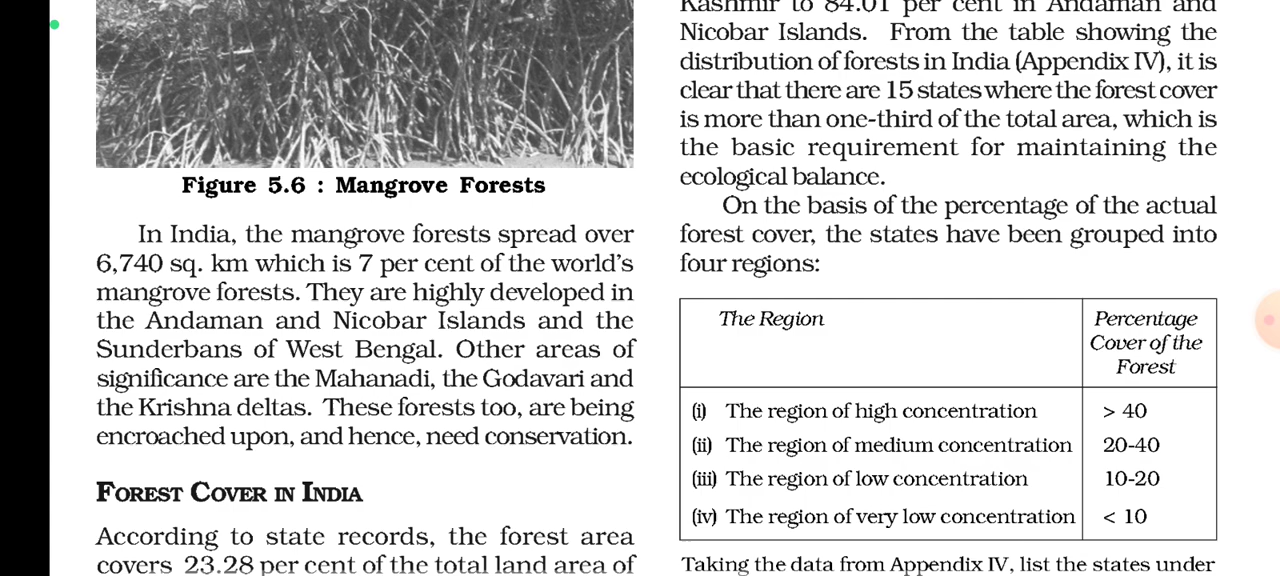 Figure 5.6 : Mangrove Forests
In India, the mangrove forests spread over
6,740 sq. km which is 7 per cent of the world's
mangrove forests. They are highly developed in
the Andaman and Nicobar Islands and the
Sunderbans of West Bengal. Other areas of
significance are the Mahanadi, the Godavari and
the Krishna deltas. These forests too, are being
encroached upon, and hence, need conservation.
FOREST COVER IN INDIA
According to state records, the forest area
covers 23.28 per cent of the total land area of
Kashmir to 84.01 per cent in Andaman and
Nicobar Islands. From the table showing the
distribution of forests in India (Appendix IV), it is
clear that there are 15 states where the forest cover
is more than one-third of the total area, which is
the basic requirement for maintaining the
ecological balance.
On the basis of the percentage of the actual
forest cover, the states have been grouped into
four regions:
The Region
Percentage
Cover of the
Forest
(i) The region of high concentration > 40
(ii) The region of medium concentration 20-40
(iii) The region of low concentration 10-20
(iv) The region of very low concentration < 10
Taking the data from Appendix IV, list the states under